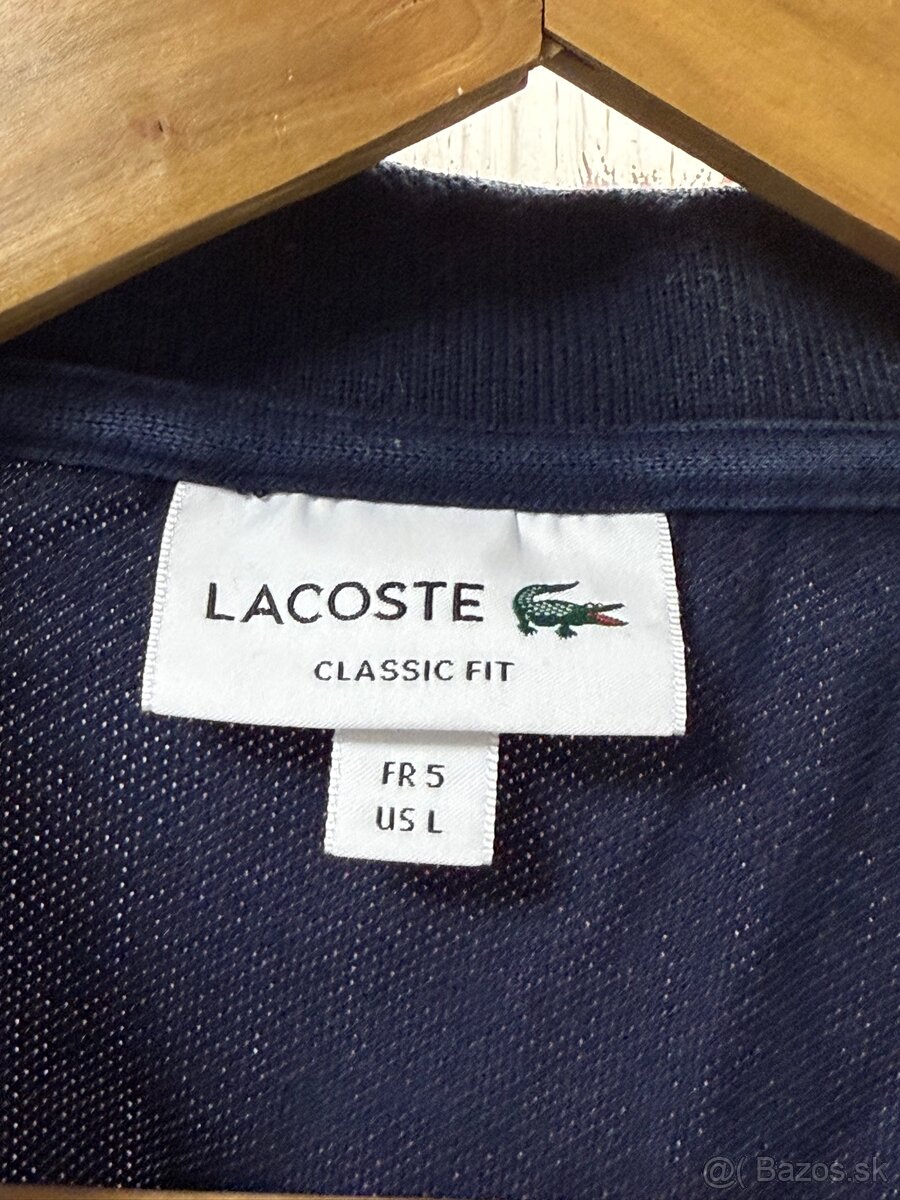 LACOSTE
CLASSIC FIT
FR 5
US L
@( Bazos.sk